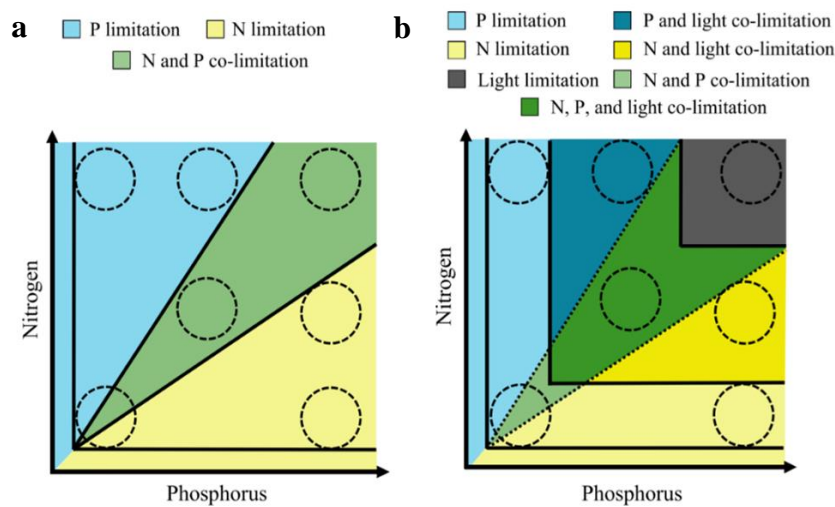 a
P limitation
N limitation
N and P co-limitation
Nitrogen
Phosphorus
b
P limitation
P and light co-limitation
N limitation
N and light co-limitation
Light limitation
N and P co-limitation
N, P, and light co-limitation
Nitrogen
Phosphorus